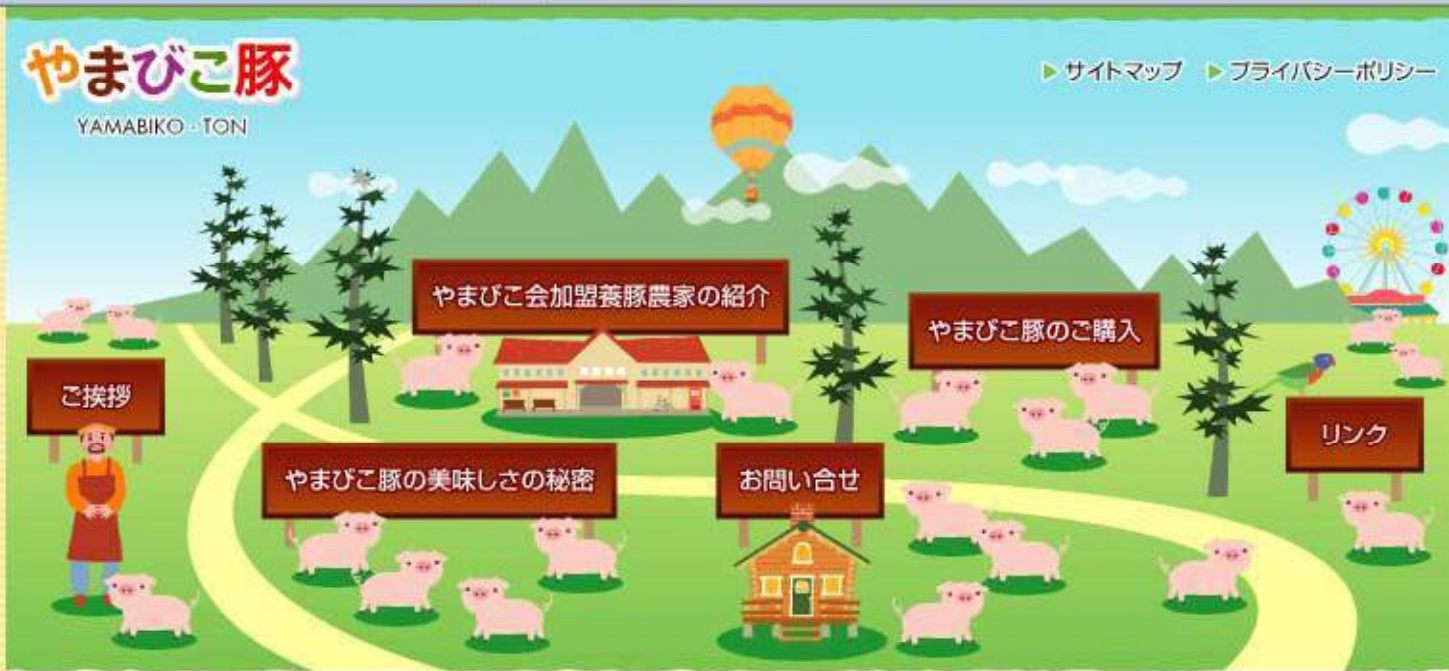 やまびこ豚
YAMABIKO - TON
サイトマップ
プライバシーポリシー
やまびこ会加盟養豚農家の紹介
やまびこ豚のご購入
ご挨拶
リンク
やまびこ豚の美味しさの秘密
お問い合せ